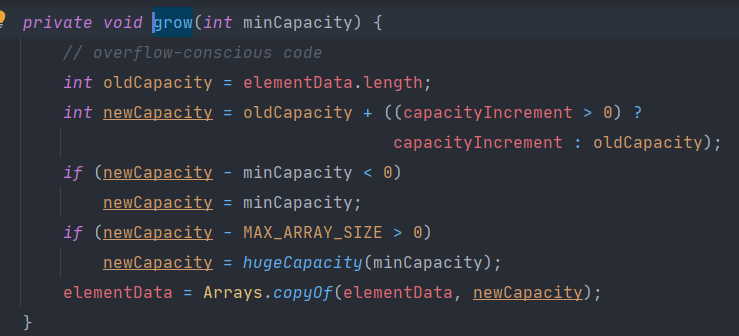 private void grow(int minCapacity) {
    // overflow-conscious code
    int oldCapacity = elementData.length;
    int newCapacity = oldCapacity + ((capacityIncrement > 0) ?
                                     capacityIncrement : oldCapacity);
    if (newCapacity - minCapacity < 0)
        newCapacity = minCapacity;
    if (newCapacity - MAX_ARRAY_SIZE > 0)
        newCapacity = hugeCapacity(minCapacity);
    elementData = Arrays.copyOf(elementData, newCapacity);
}